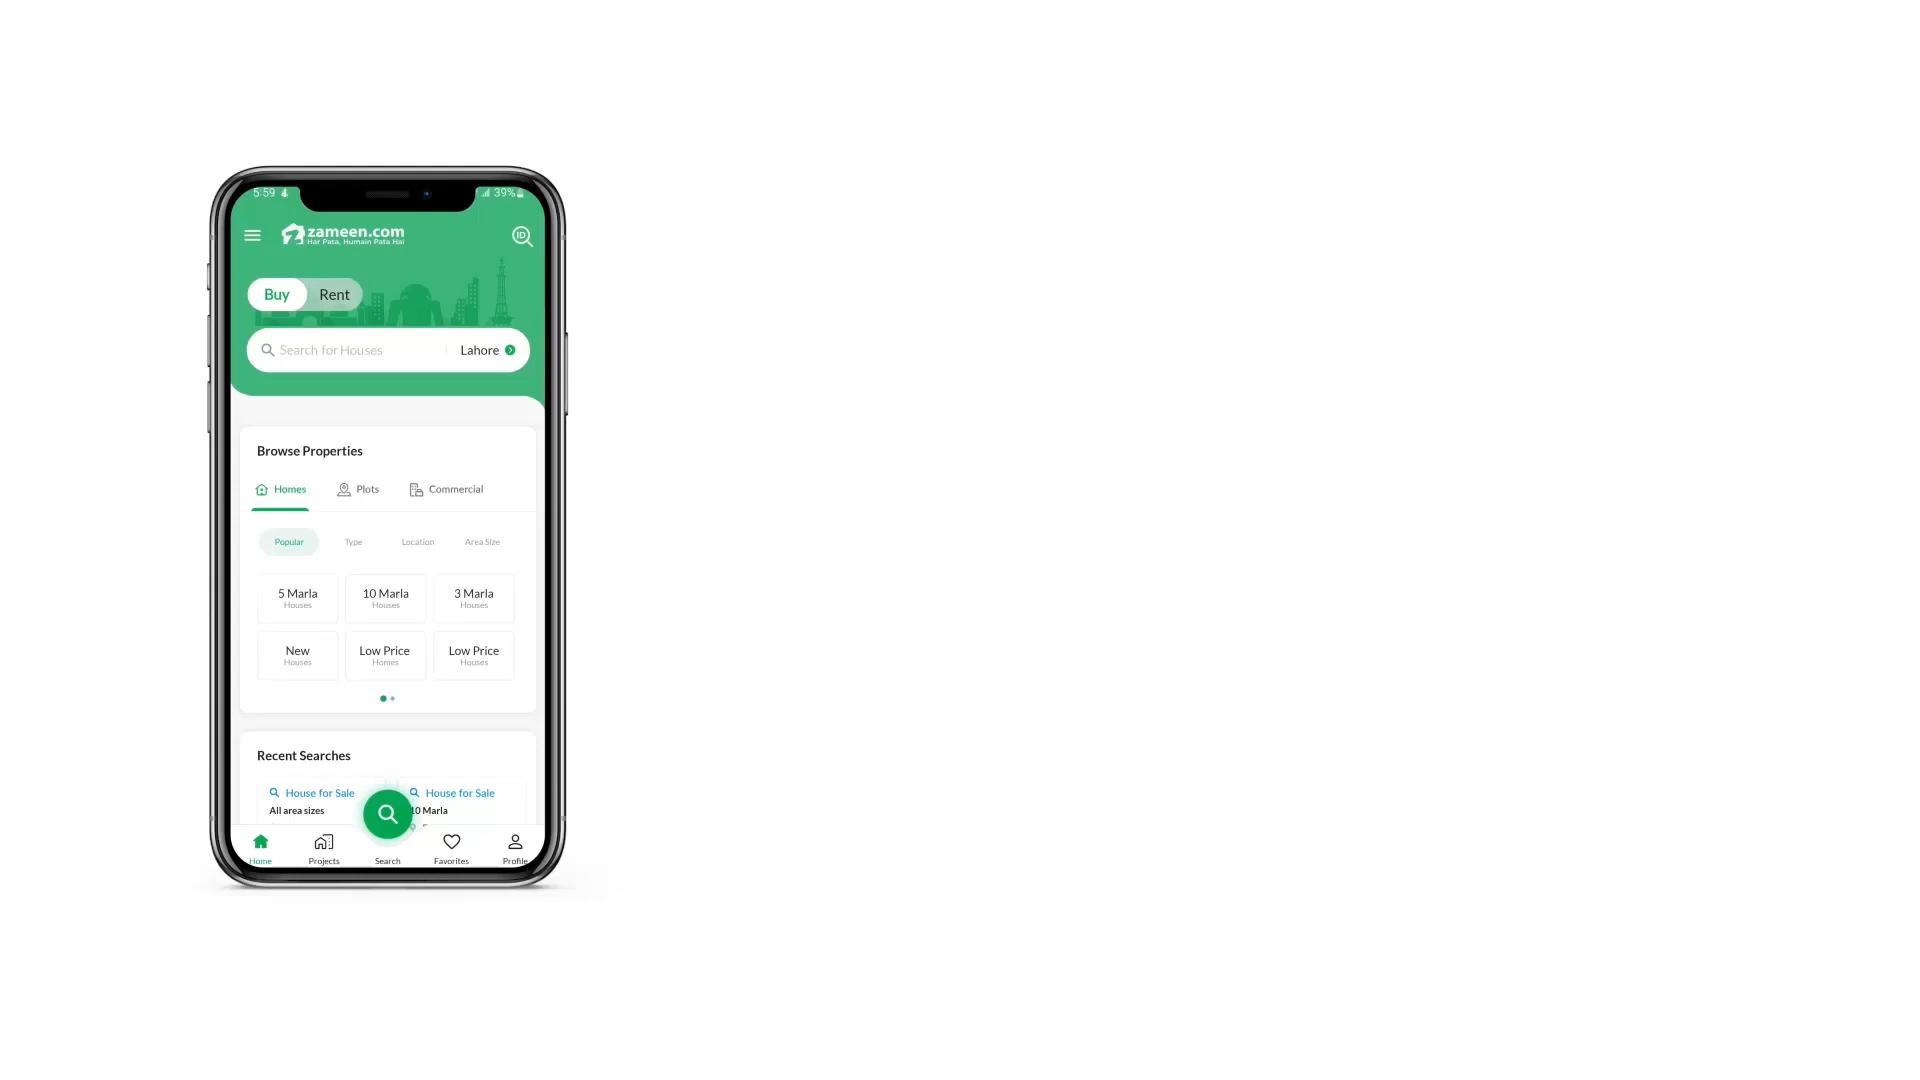 5:59
39%
zameen.com
Har Pata, Humain Pata Hai
ID
Buy Rent
Search for Houses Lahore
Browse Properties
Homes Plots Commercial
Popular Type Location Area Size
5 Marla 10 Marla 3 Marla
Houses Houses Houses
New Low Price Low Price
Houses Homes Houses
Recent Searches
House for Sale House for Sale
All area sizes 10 Marla
Home Projects Search Favorites Profile